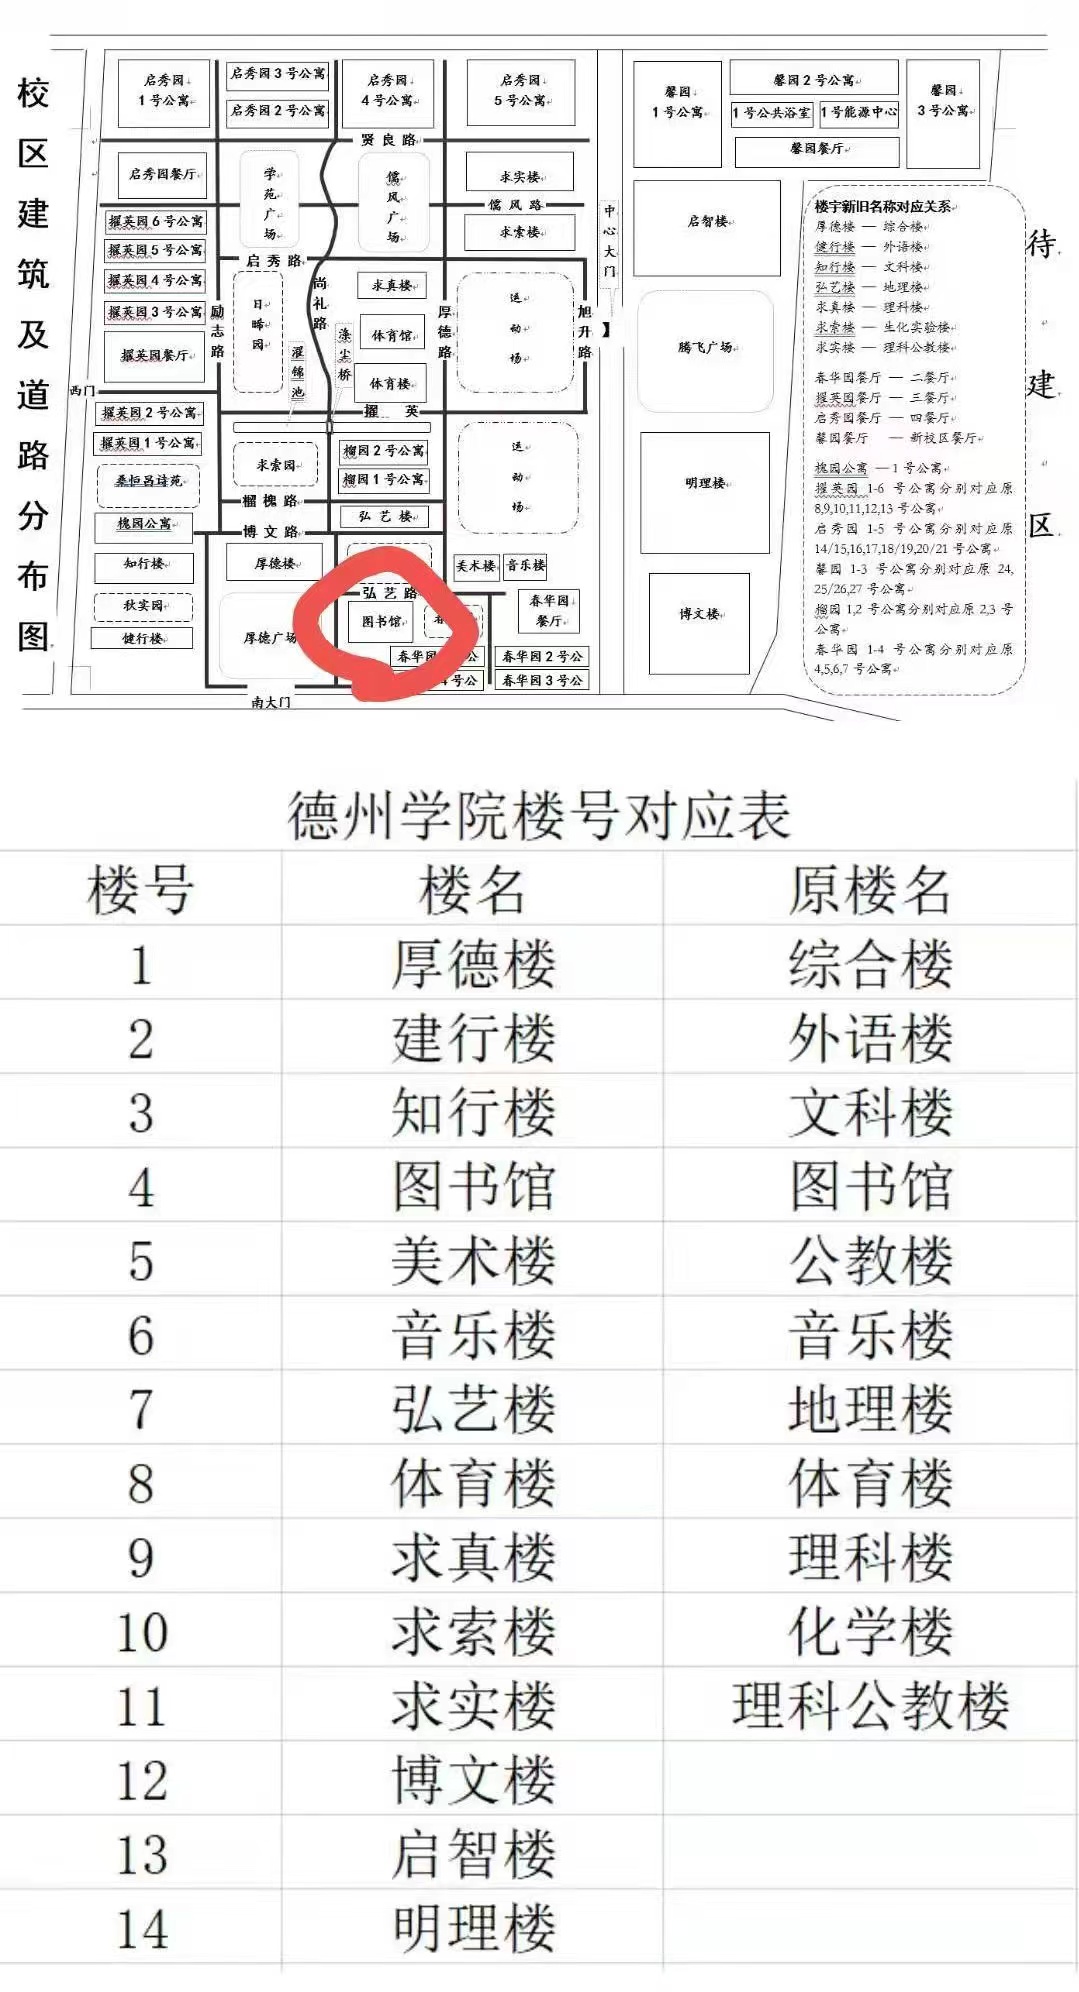 校区建筑及道路分布图
启秀园
1号公寓
启秀园3号公寓
启秀园2号公寓
启秀园
4号公寓
启秀园
5号公寓
馨园
1号公寓
馨园2号公寓
1号公共浴室
1号能源中心
馨园餐厅
馨园
3号公寓
贤良路
启秀园餐厅
学苑广场
儒风广场
求实楼
儒风路
求索楼
中心大门
启智楼
擢英园6号公寓
擢英园5号公寓
擢英园4号公寓
擢英园3号公寓
擢英园餐厅
启秀路
励志路
日晞园
尚礼路
濯锦池
涤尘桥
求真楼
体育馆
体育楼
厚德路
运动场
旭升路
腾飞广场
西门
擢英
擢英园2号公寓
擢英园1号公寓
桑恒昌诗苑
槐园公寓
知行楼
秋实园
健行楼
求索园
榴园2号公寓
榴园1号公寓
榴槐路
弘艺楼
博文路
运动场
明理楼
厚德楼
厚德广场
弘艺路
图书馆
美术楼
音乐楼
春华园
餐厅
春华园2号公
春华园3号公
春华园
公
4号公
博文楼
南大门
楼宇新旧名称对应关系
厚德楼 — 综合楼
健行楼 — 外语楼
知行楼 — 文科楼
弘艺楼 — 地理楼
求真楼 — 理科楼
求索楼 — 生化实验楼
求实楼 — 理科公教楼
春华园餐厅 — 二餐厅
擢英园餐厅 — 三餐厅
启秀园餐厅 — 四餐厅
馨园餐厅 — 新校区餐厅
槐园公寓 — 1号公寓
擢英园 1-6 号公寓分别对应原
8,9,10,11,12,13 号公寓
启秀园 1-5 号公寓分别对应原
14/15,16,17,18/19,20/21 号公寓
馨园 1-3 号公寓分别对应原 24,
25/26,27 号公寓
榴园 1,2 号公寓分别对应原 2,3 号
公寓
春华园 1-4 号公寓分别对应原
4,5,6,7 号公寓
待建区
德州学院楼号对应表
楼号 楼名 原楼名
1 厚德楼 综合楼
2 建行楼 外语楼
3 知行楼 文科楼
4 图书馆 图书馆
5 美术楼 公教楼
6 音乐楼 音乐楼
7 弘艺楼 地理楼
8 体育楼 体育楼
9 求真楼 理科楼
10 求索楼 化学楼
11 求实楼 理科公教楼
12 博文楼
13 启智楼
14 明理楼